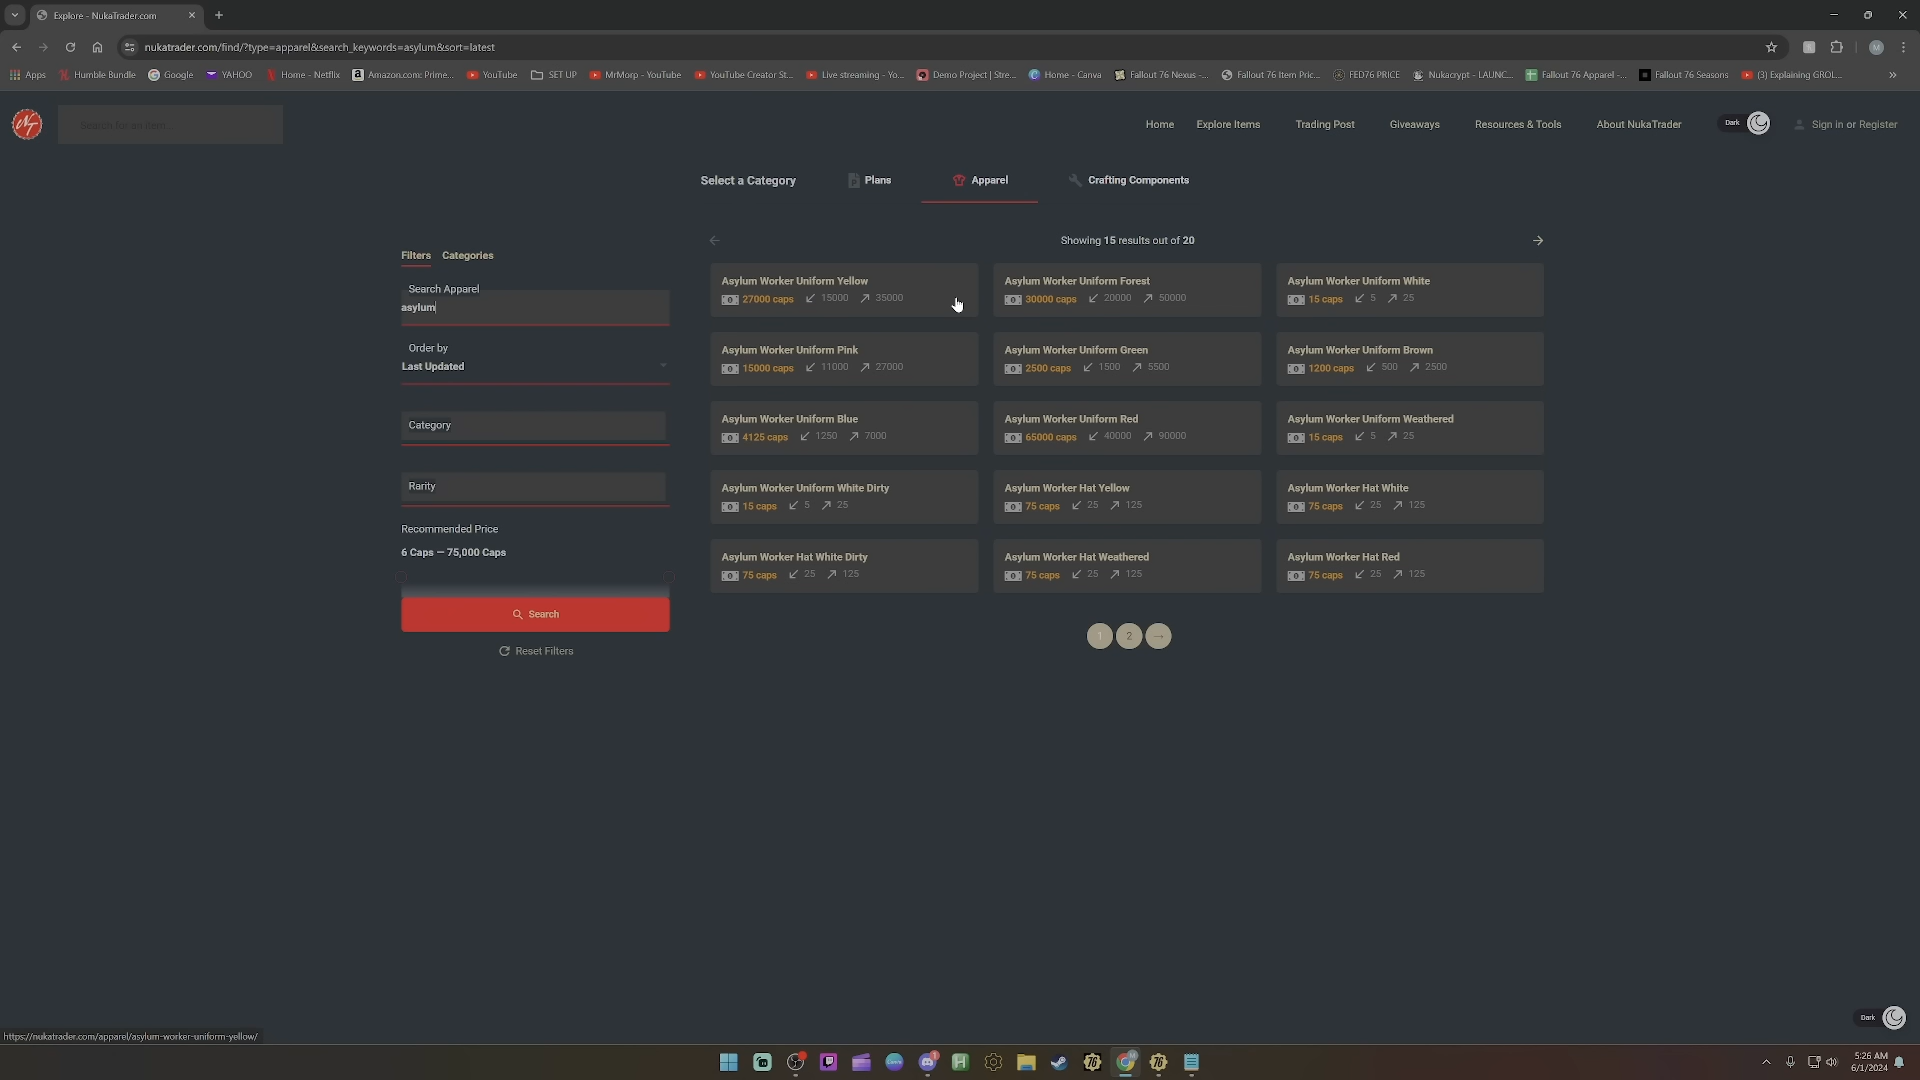 Explore - NukaTrader.com
nukatrader.com/find/?type=apparel&search_keywords=asylum&sort=latest
Apps
Humble Bundle
Google
YAHOO
Home - Netflix
Amazon.com: Prime...
YouTube
SET UP
MrMorp - YouTube
YouTube Creator St...
Live streaming - Yo...
Demo Project | Stre...
Home - Canva
Fallout 76 Nexus -...
Fallout 76 Item Pric...
FED76 PRICE
Nukacrypt - LAUNC...
Fallout 76 Apparel -...
Fallout 76 Seasons
(3) Explaining GROL...
NT
Search for an item...
Home
Explore Items
Trading Post
Giveaways
Resources & Tools
About NukaTrader
Dark
Sign in or Register
Select a Category
Plans
Apparel
Crafting Components
Filters
Categories
Search Apparel
asylum
Order by
Last Updated
Category
Rarity
Recommended Price
6 Caps — 75,000 Caps
Search
Reset Filters
Showing 15 results out of 20
Asylum Worker Uniform Yellow
27000 caps 15000 35000
Asylum Worker Uniform Forest
30000 caps 20000 50000
Asylum Worker Uniform White
15 caps 5 25
Asylum Worker Uniform Pink
15000 caps 11000 27000
Asylum Worker Uniform Green
2500 caps 1500 5500
Asylum Worker Uniform Brown
1200 caps 500 2500
Asylum Worker Uniform Blue
4125 caps 1250 7000
Asylum Worker Uniform Red
65000 caps 40000 90000
Asylum Worker Uniform Weathered
15 caps 5 25
Asylum Worker Uniform White Dirty
15 caps 5 25
Asylum Worker Hat Yellow
75 caps 25 125
Asylum Worker Hat White
75 caps 25 125
Asylum Worker Hat White Dirty
75 caps 25 125
Asylum Worker Hat Weathered
75 caps 25 125
Asylum Worker Hat Red
75 caps 25 125
1 2 →
Dark
https://nukatrader.com/apparel/asylum-worker-uniform-yellow/
5:26 AM
6/1/2024